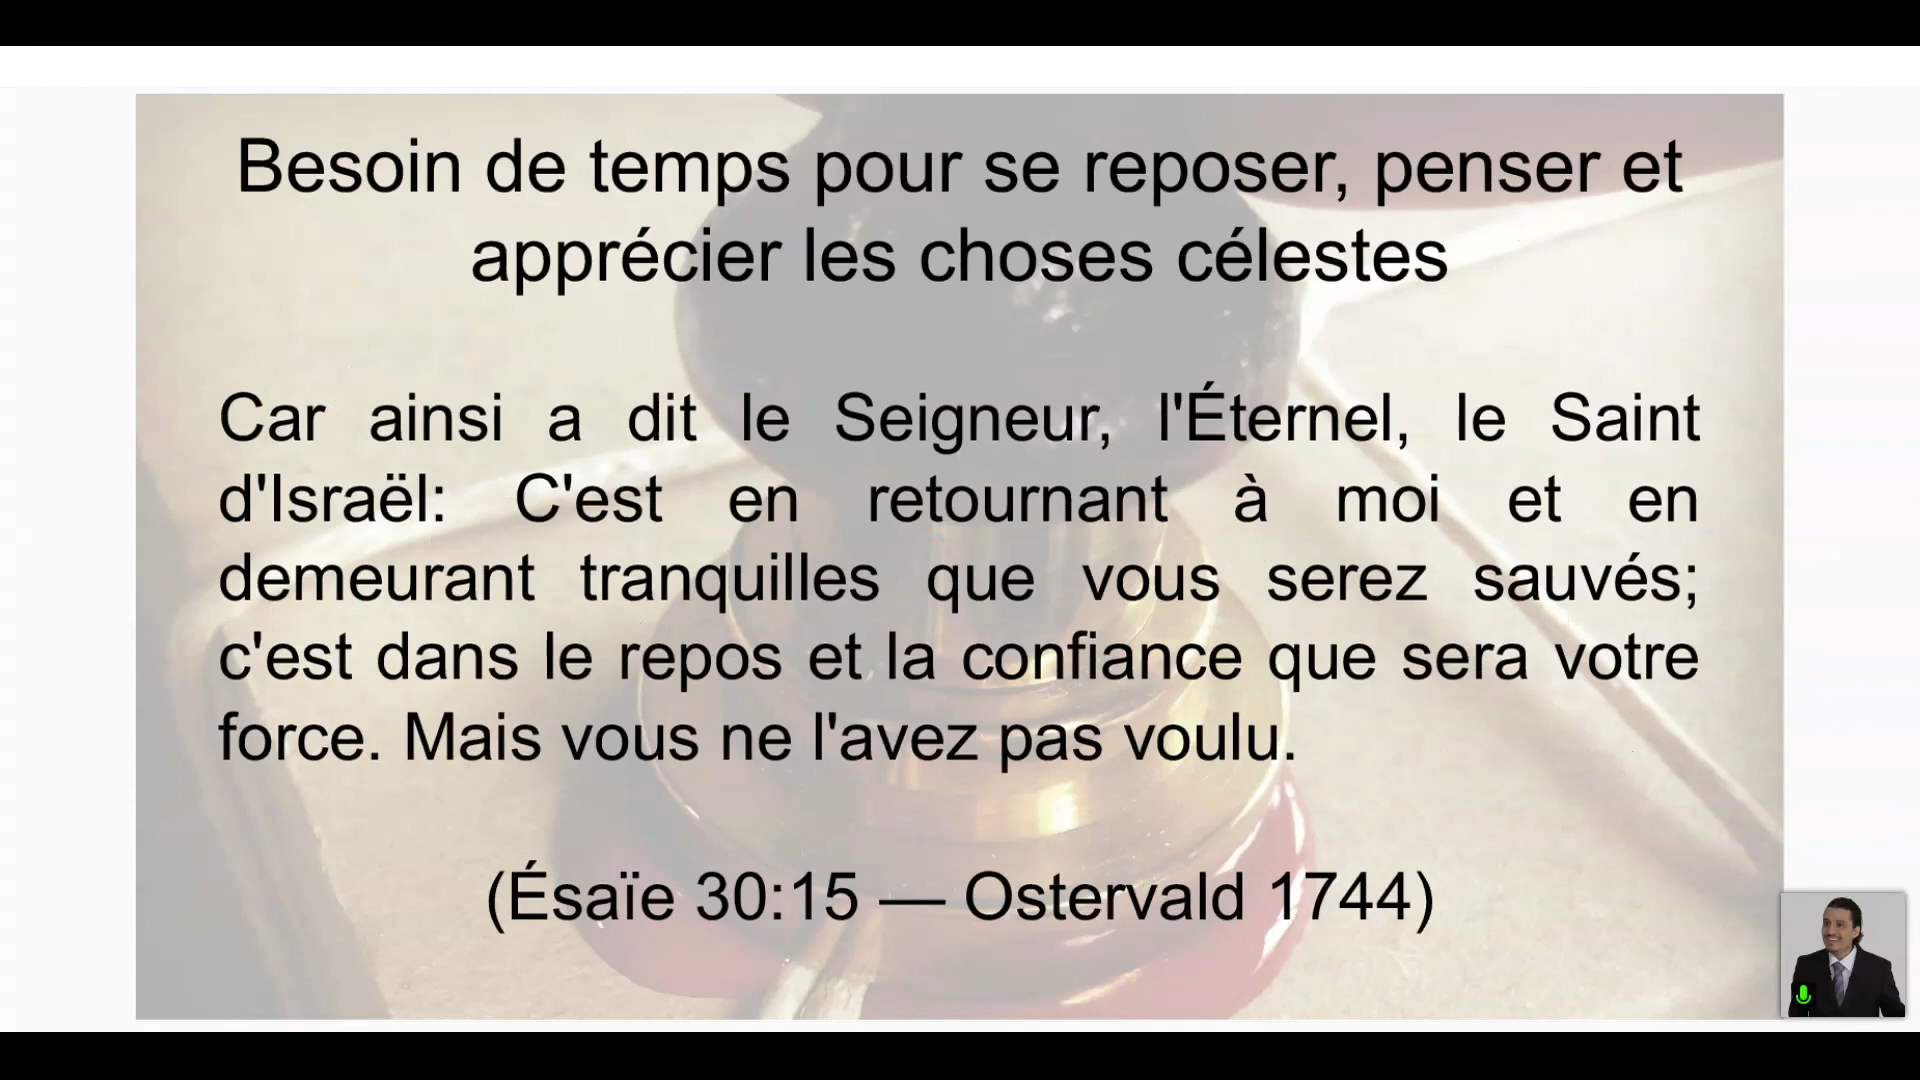 Besoin de temps pour se reposer, penser et
apprécier les choses célestes
Car ainsi a dit le Seigneur, l'Éternel, le Saint
d'Israël: C'est en retournant à moi et en
demeurant tranquilles que vous serez sauvés;
c'est dans le repos et la confiance que sera votre
force. Mais vous ne l'avez pas voulu.
(Ésaïe 30:15 — Ostervald 1744)